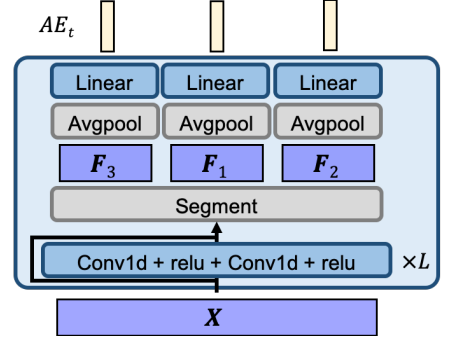 AE_t
Linear Linear Linear
Avgpool Avgpool Avgpool
F_3 F_1 F_2
Segment
Conv1d + relu + Conv1d + relu ×L
X